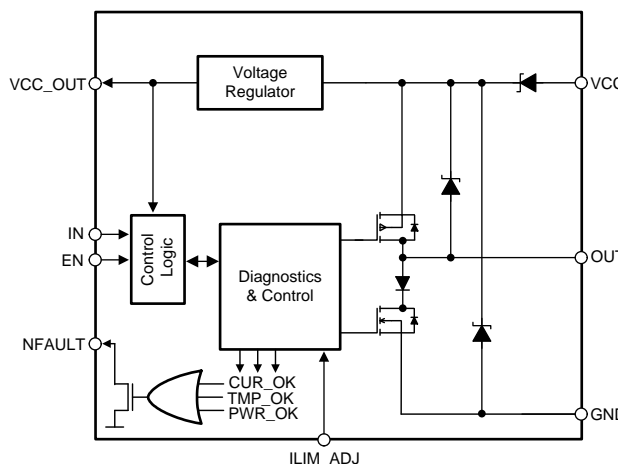 VCC_OUT
Voltage
Regulator
VCC
IN
EN
Control
Logic
Diagnostics
& Control
OUT
NFAULT
CUR_OK
TMP_OK
PWR_OK
GND
ILIM_ADJ